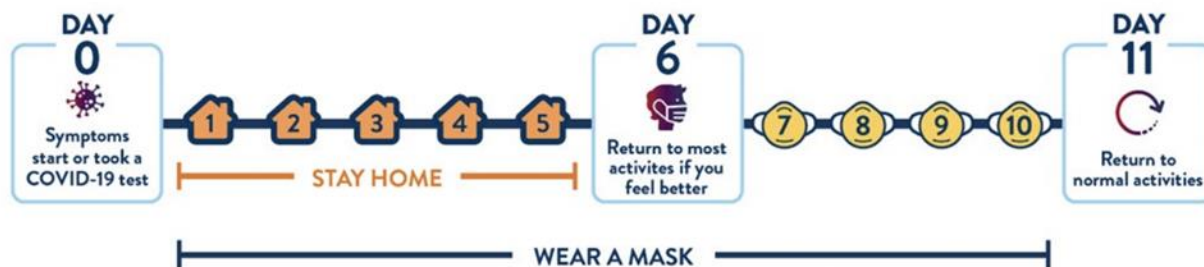 DAY
0
Symptoms
start or took a
COVID-19 test
1 2 3 4 5
STAY HOME
DAY
6
Return to most
activites if you
feel better
7 8 9 10
DAY
11
Return to
normal activities
WEAR A MASK